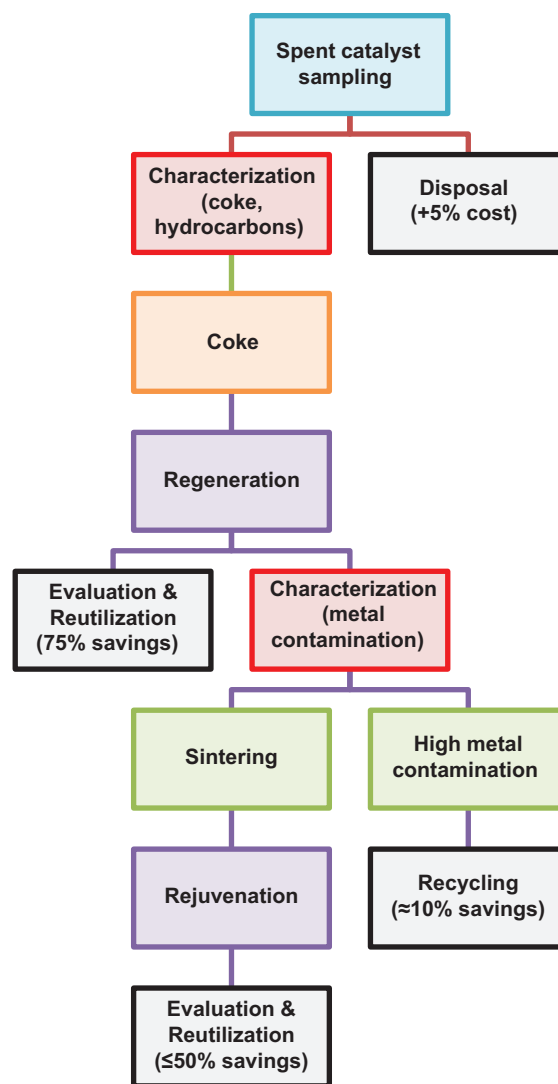 Spent catalyst
sampling
Characterization
(coke,
hydrocarbons)
Disposal
(+5% cost)
Coke
Regeneration
Evaluation &
Reutilization
(75% savings)
Characterization
(metal
contamination)
Sintering
High metal
contamination
Rejuvenation
Recycling
(≈10% savings)
Evaluation &
Reutilization
(≤50% savings)